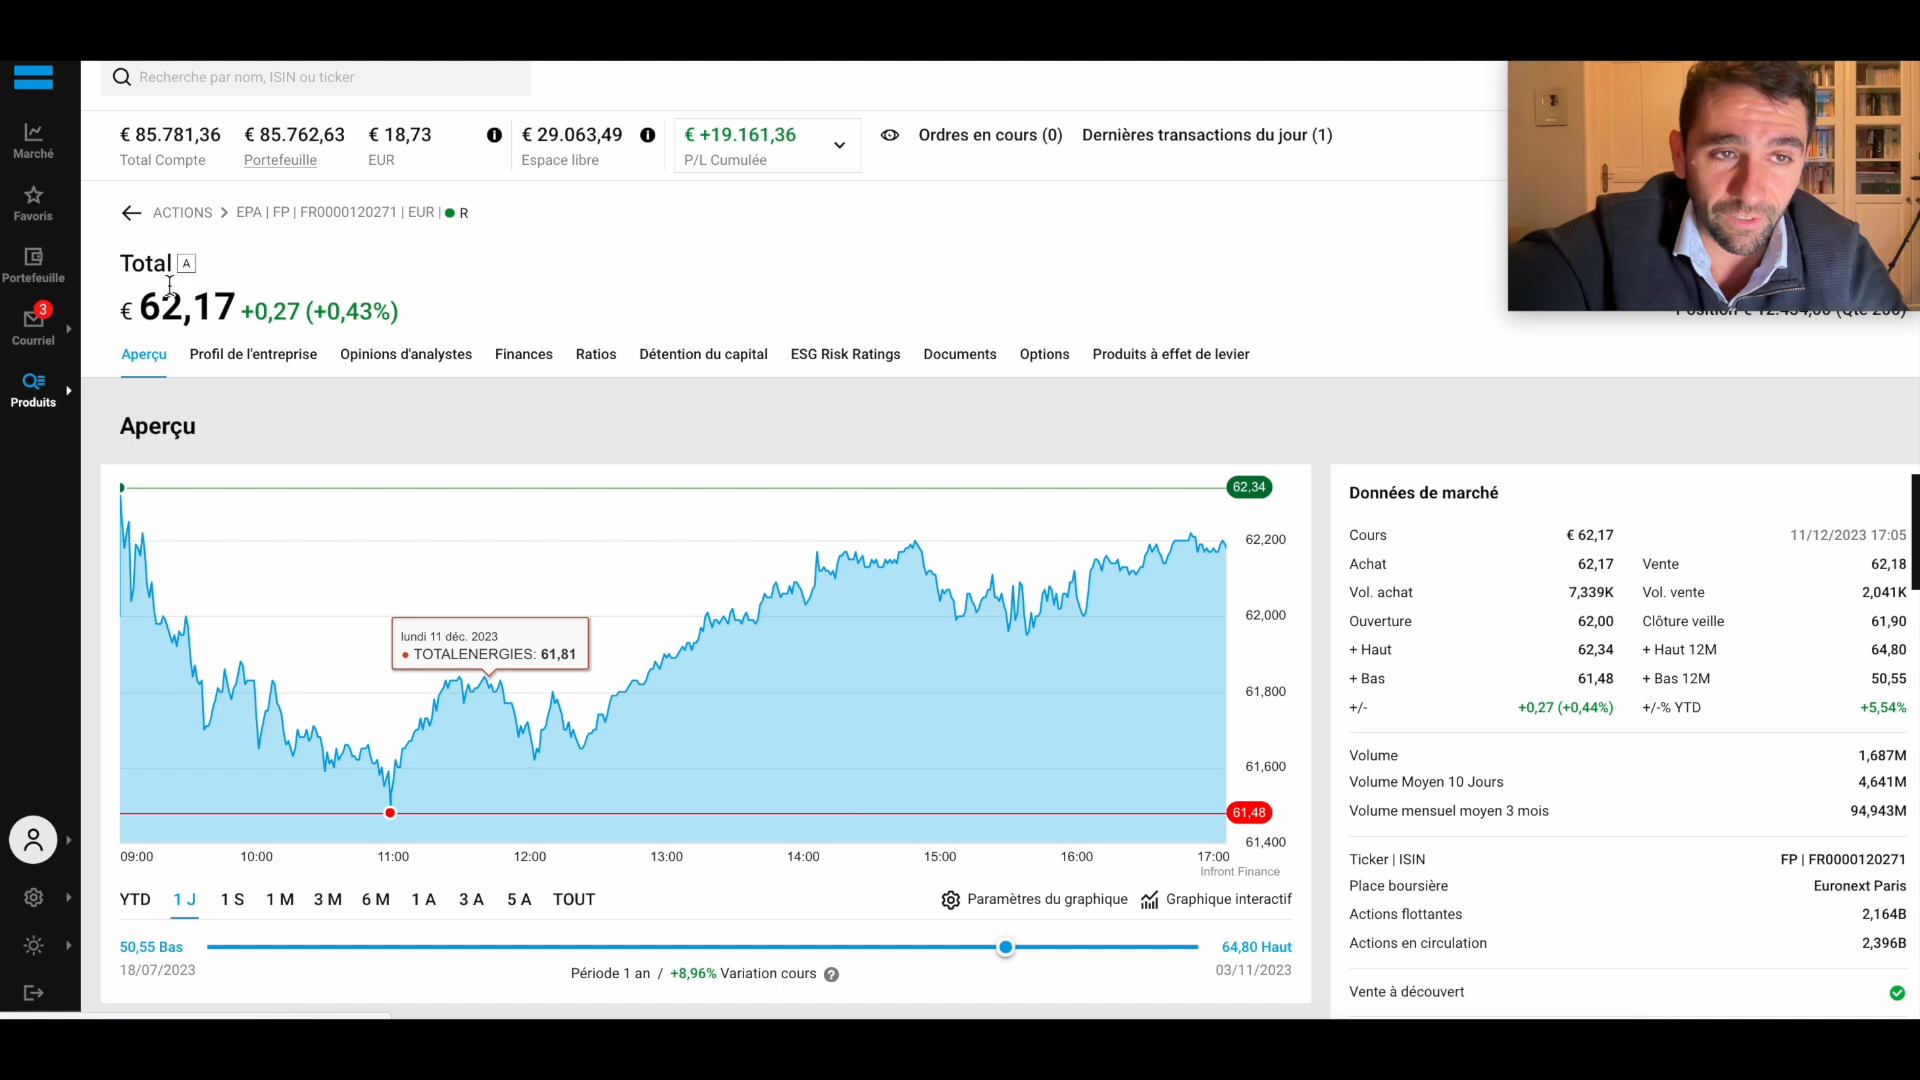 Recherche par nom, ISIN ou ticker
€ 85.781,36 € 85.762,63 € 18,73 € 29.063,49 € +19.161,36 Ordres en cours (0) Dernières transactions du jour (1)
Total Compte Portefeuille EUR Espace libre P/L Cumulée
Marché
Favoris
Portefeuille
3
Courriel
Produits
ACTIONS > EPA | FP | FR0000120271 | EUR | R
Total A
€ 62,17 +0,27 (+0,43%)
Aperçu Profil de l'entreprise Opinions d'analystes Finances Ratios Détention du capital ESG Risk Ratings Documents Options Produits à effet de levier
Aperçu
62,34
62,200
62,000
61,800
61,600
61,48
61,400
lundi 11 déc. 2023
TOTALENERGIES: 61,81
09:00 10:00 11:00 12:00 13:00 14:00 15:00 16:00 17:00
Infront Finance
YTD 1 J 1 S 1 M 3 M 6 M 1 A 3 A 5 A TOUT Paramètres du graphique Graphique interactif
50,55 Bas 64,80 Haut
18/07/2023 Période 1 an / +8,96% Variation cours ? 03/11/2023
Données de marché
Cours € 62,17 11/12/2023 17:05
Achat 62,17 Vente 62,18
Vol. achat 7,339K Vol. vente 2,041K
Ouverture 62,00 Clôture veille 61,90
+ Haut 62,34 + Haut 12M 64,80
+ Bas 61,48 + Bas 12M 50,55
+/- +0,27 (+0,44%) +/-% YTD +5,54%
Volume 1,687M
Volume Moyen 10 Jours 4,641M
Volume mensuel moyen 3 mois 94,943M
Ticker | ISIN FP | FR0000120271
Place boursière Euronext Paris
Actions flottantes 2,164B
Actions en circulation 2,396B
Vente à découvert